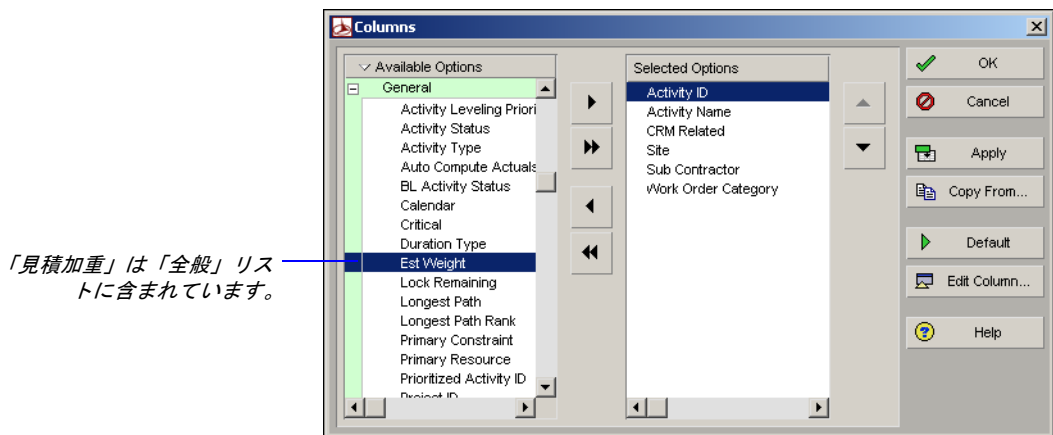 Columns
Available Options
General
Activity Leveling Priori
Activity Status
Activity Type
Auto Compute Actuals
BL Activity Status
Calendar
Critical
Duration Type
Est Weight
Lock Remaining
Longest Path
Longest Path Rank
Primary Constraint
Primary Resource
Prioritized Activity ID
Project ID
Selected Options
Activity ID
Activity Name
CRM Related
Site
Sub Contractor
Work Order Category
OK
Cancel
Apply
Copy From...
Default
Edit Column...
Help
「見積加重」は「全般」リス
トに含まれています。